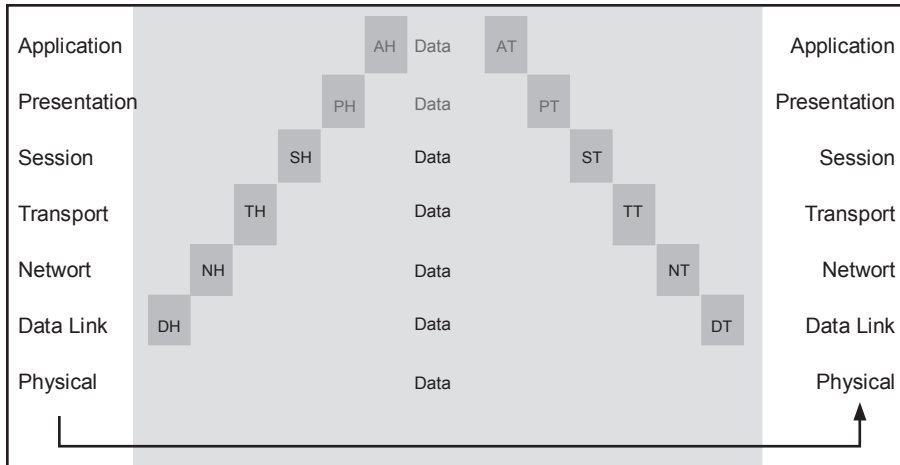 Application AH Data AT Application
Presentation PH Data PT Presentation
Session SH Data ST Session
Transport TH Data TT Transport
Networt NH Data NT Networt
Data Link DH Data DT Data Link
Physical Data Physical